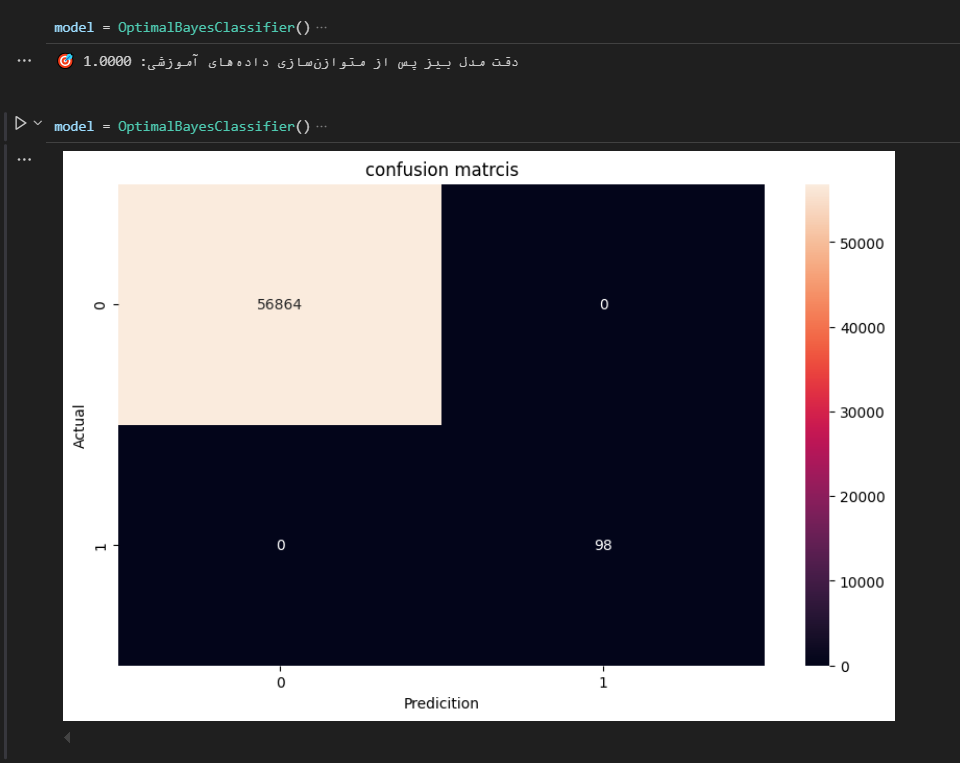 model = OptimalBayesClassifier() ...
🎯 دقت مدل بیز پس از متوازن‌سازی داده‌های آموزشی: 1.0000
model = OptimalBayesClassifier() ...
confusion matrcis
56864
0
0
98
0
1
Actual
0
1
Predicition
50000
40000
30000
20000
10000
0